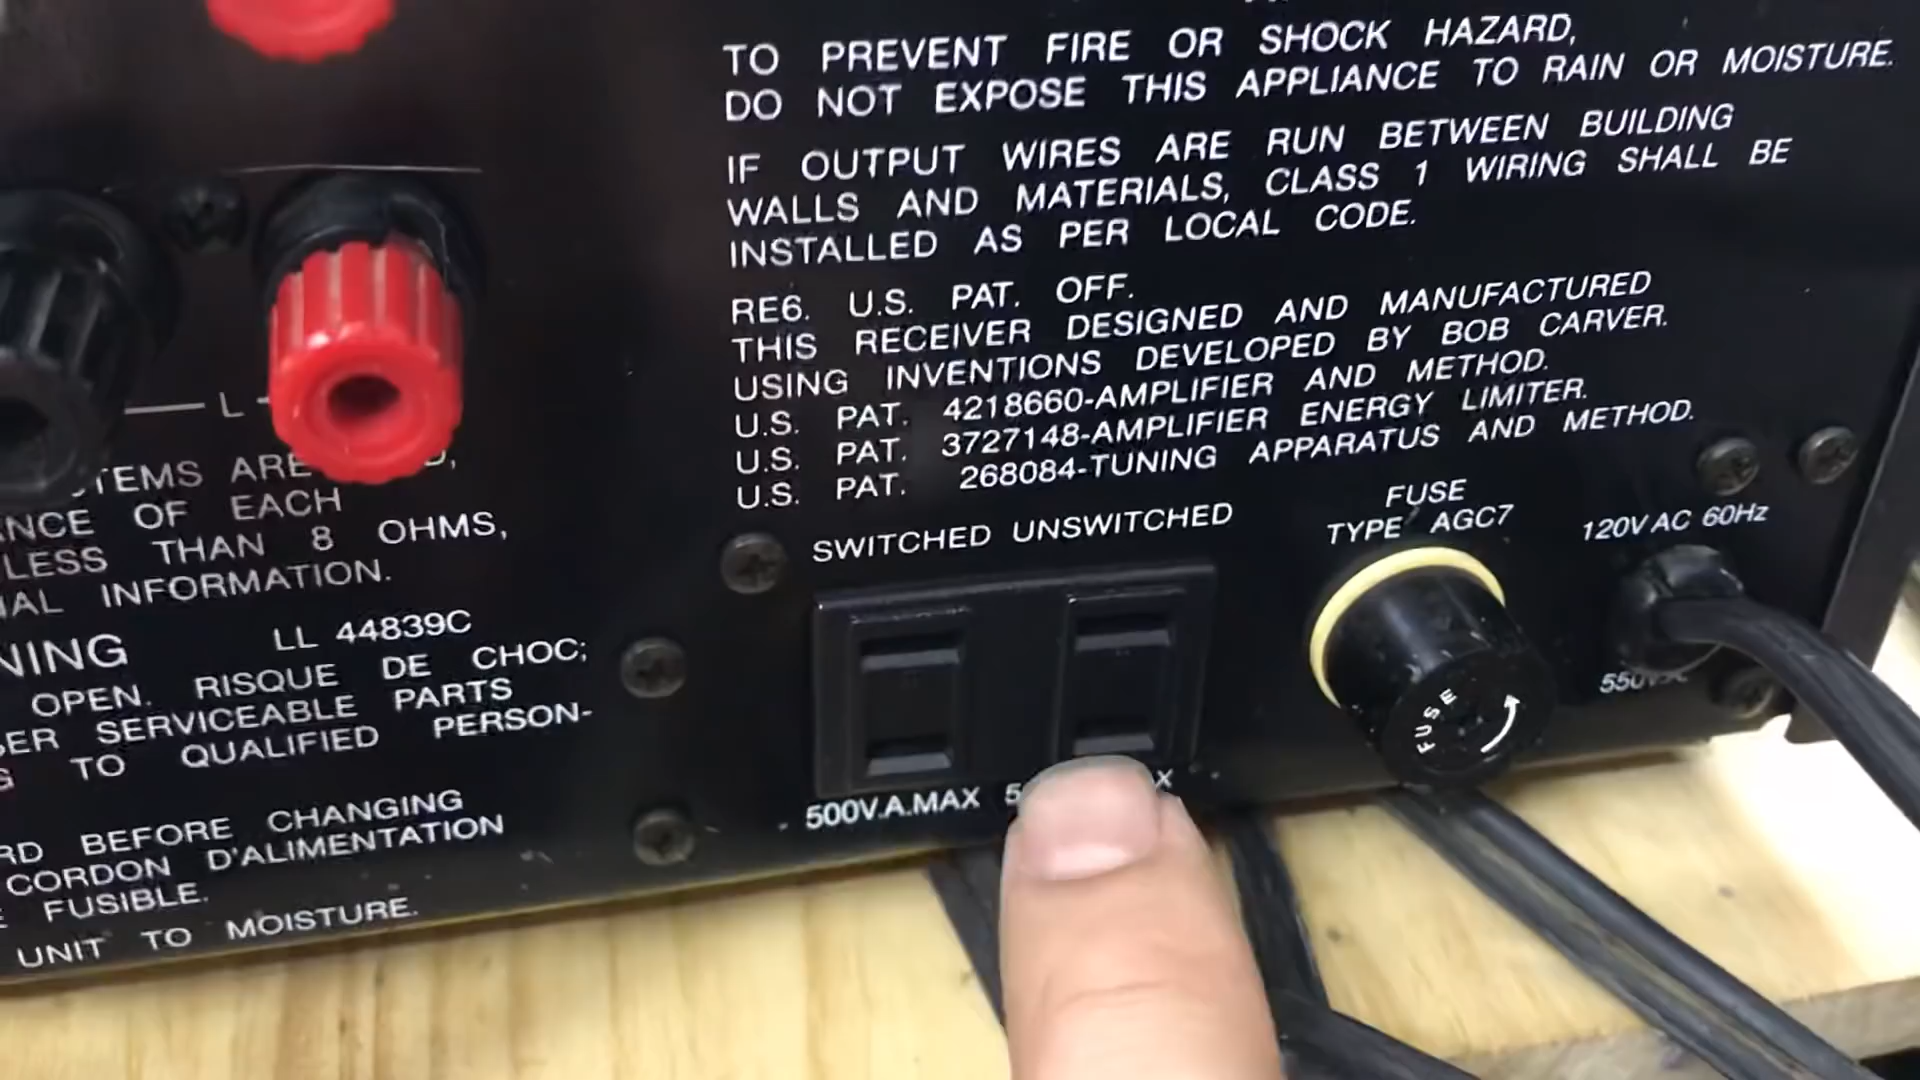 TO PREVENT FIRE OR SHOCK HAZARD,
DO NOT EXPOSE THIS APPLIANCE TO RAIN OR MOISTURE.
IF OUTPUT WIRES ARE RUN BETWEEN BUILDING
WALLS AND MATERIALS, CLASS 1 WIRING SHALL BE
INSTALLED AS PER LOCAL CODE.
RE6. U.S. PAT. OFF.
THIS RECEIVER DESIGNED AND MANUFACTURED
USING INVENTIONS DEVELOPED BY BOB CARVER.
U.S. PAT. 4218660-AMPLIFIER AND METHOD.
U.S. PAT. 3727148-AMPLIFIER ENERGY LIMITER.
U.S. PAT. 268084-TUNING APPARATUS AND METHOD.
SWITCHED UNSWITCHED
500V.A.MAX
FUSE
TYPE AGC7
FUSE
120V AC 60Hz
L
ARE
OF EACH
LESS THAN 8 OHMS,
INFORMATION.
LL 44839C
OPEN. RISQUE DE CHOC;
SERVICEABLE PARTS
TO QUALIFIED PERSON-
BEFORE CHANGING
CORDON D'ALIMENTATION
FUSIBLE.
UNIT TO MOISTURE.